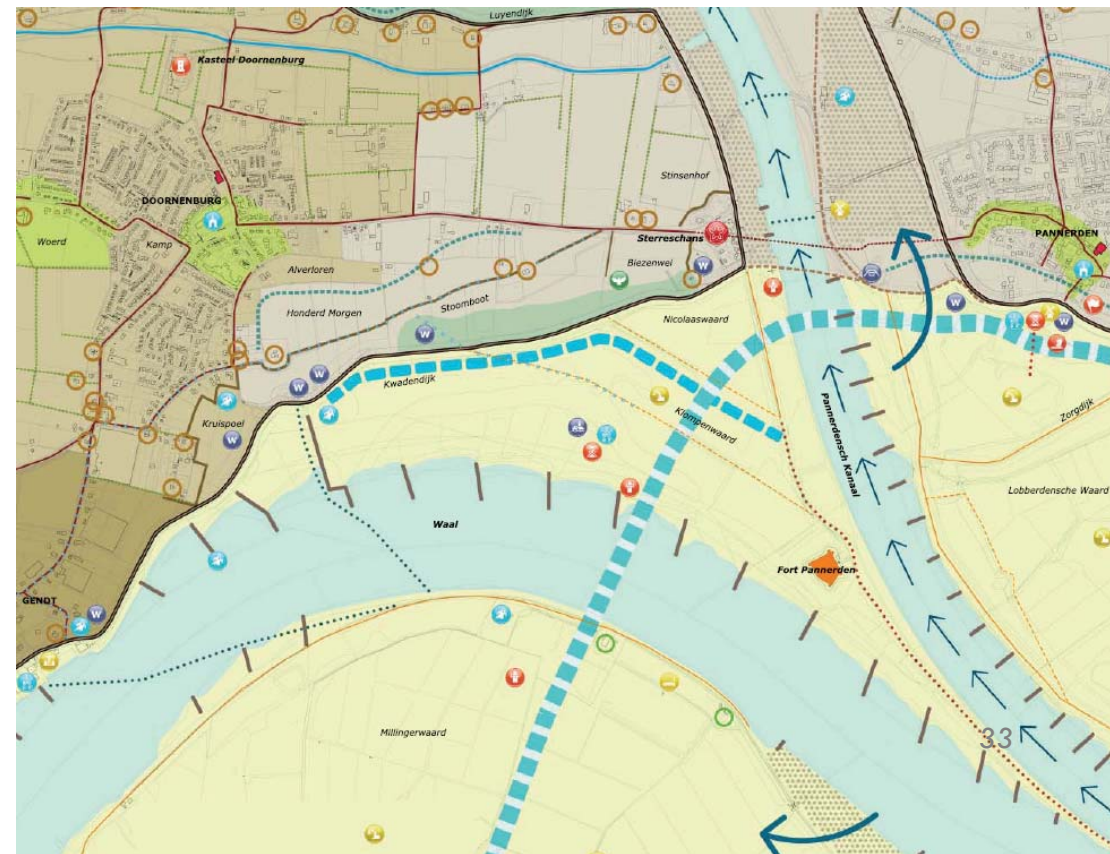 Luyendijk
Kasteel Doornenburg
Stinsenhof
DOORNENBURG
Sterreschans
PANNERDEN
Woerd
Kamp
Biezenwel
Alverloren
W
Stoomboot
Honderd Morgen
Nicolaaswaard
W
W
W
W
W
Kwadendijk
Zorgdijk
Klompenwaard
Pannerdensch Kanaal
Kruispoel
W
Lobberdensche Waard
Waal
Fort Pannerden
GENDT
W
Millingerwaard
33